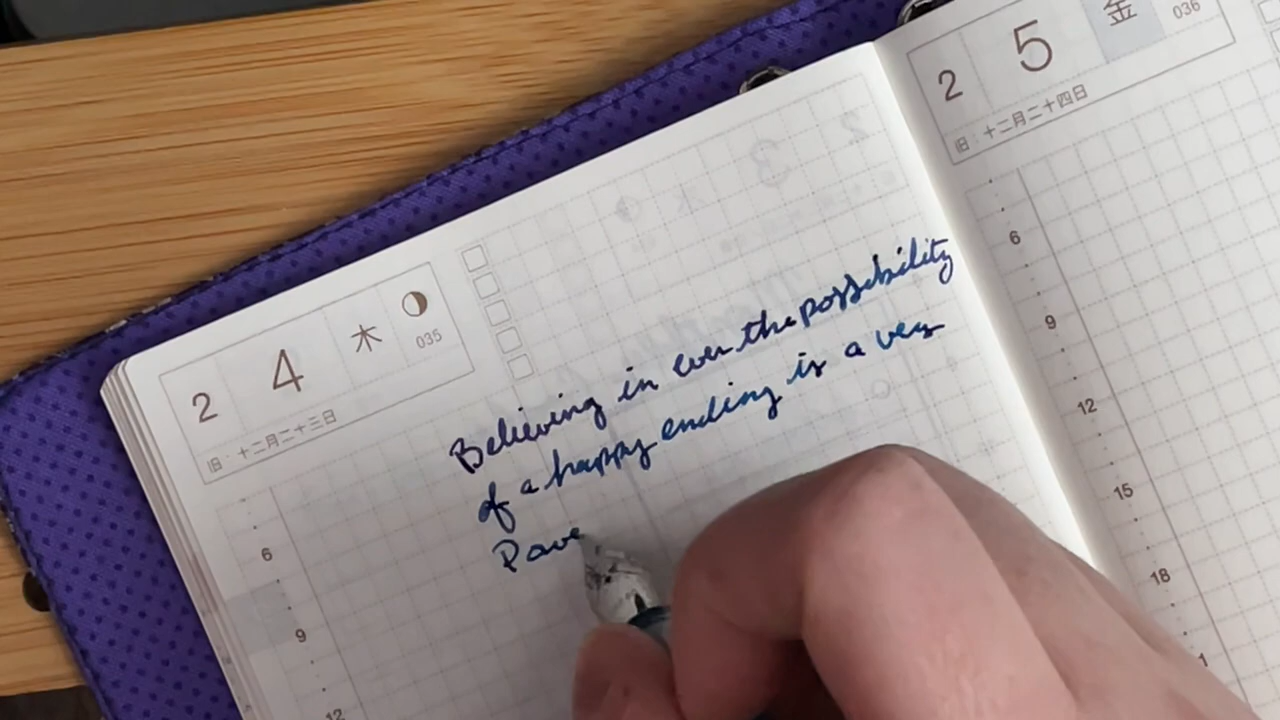 2 4 木
035
旧 十二月二十三日
Believing in even the possibility
of a happy ending is a very
Powe
6
9
12
2 5 金
036
旧 十二月二十四日
6
9
12
15
18